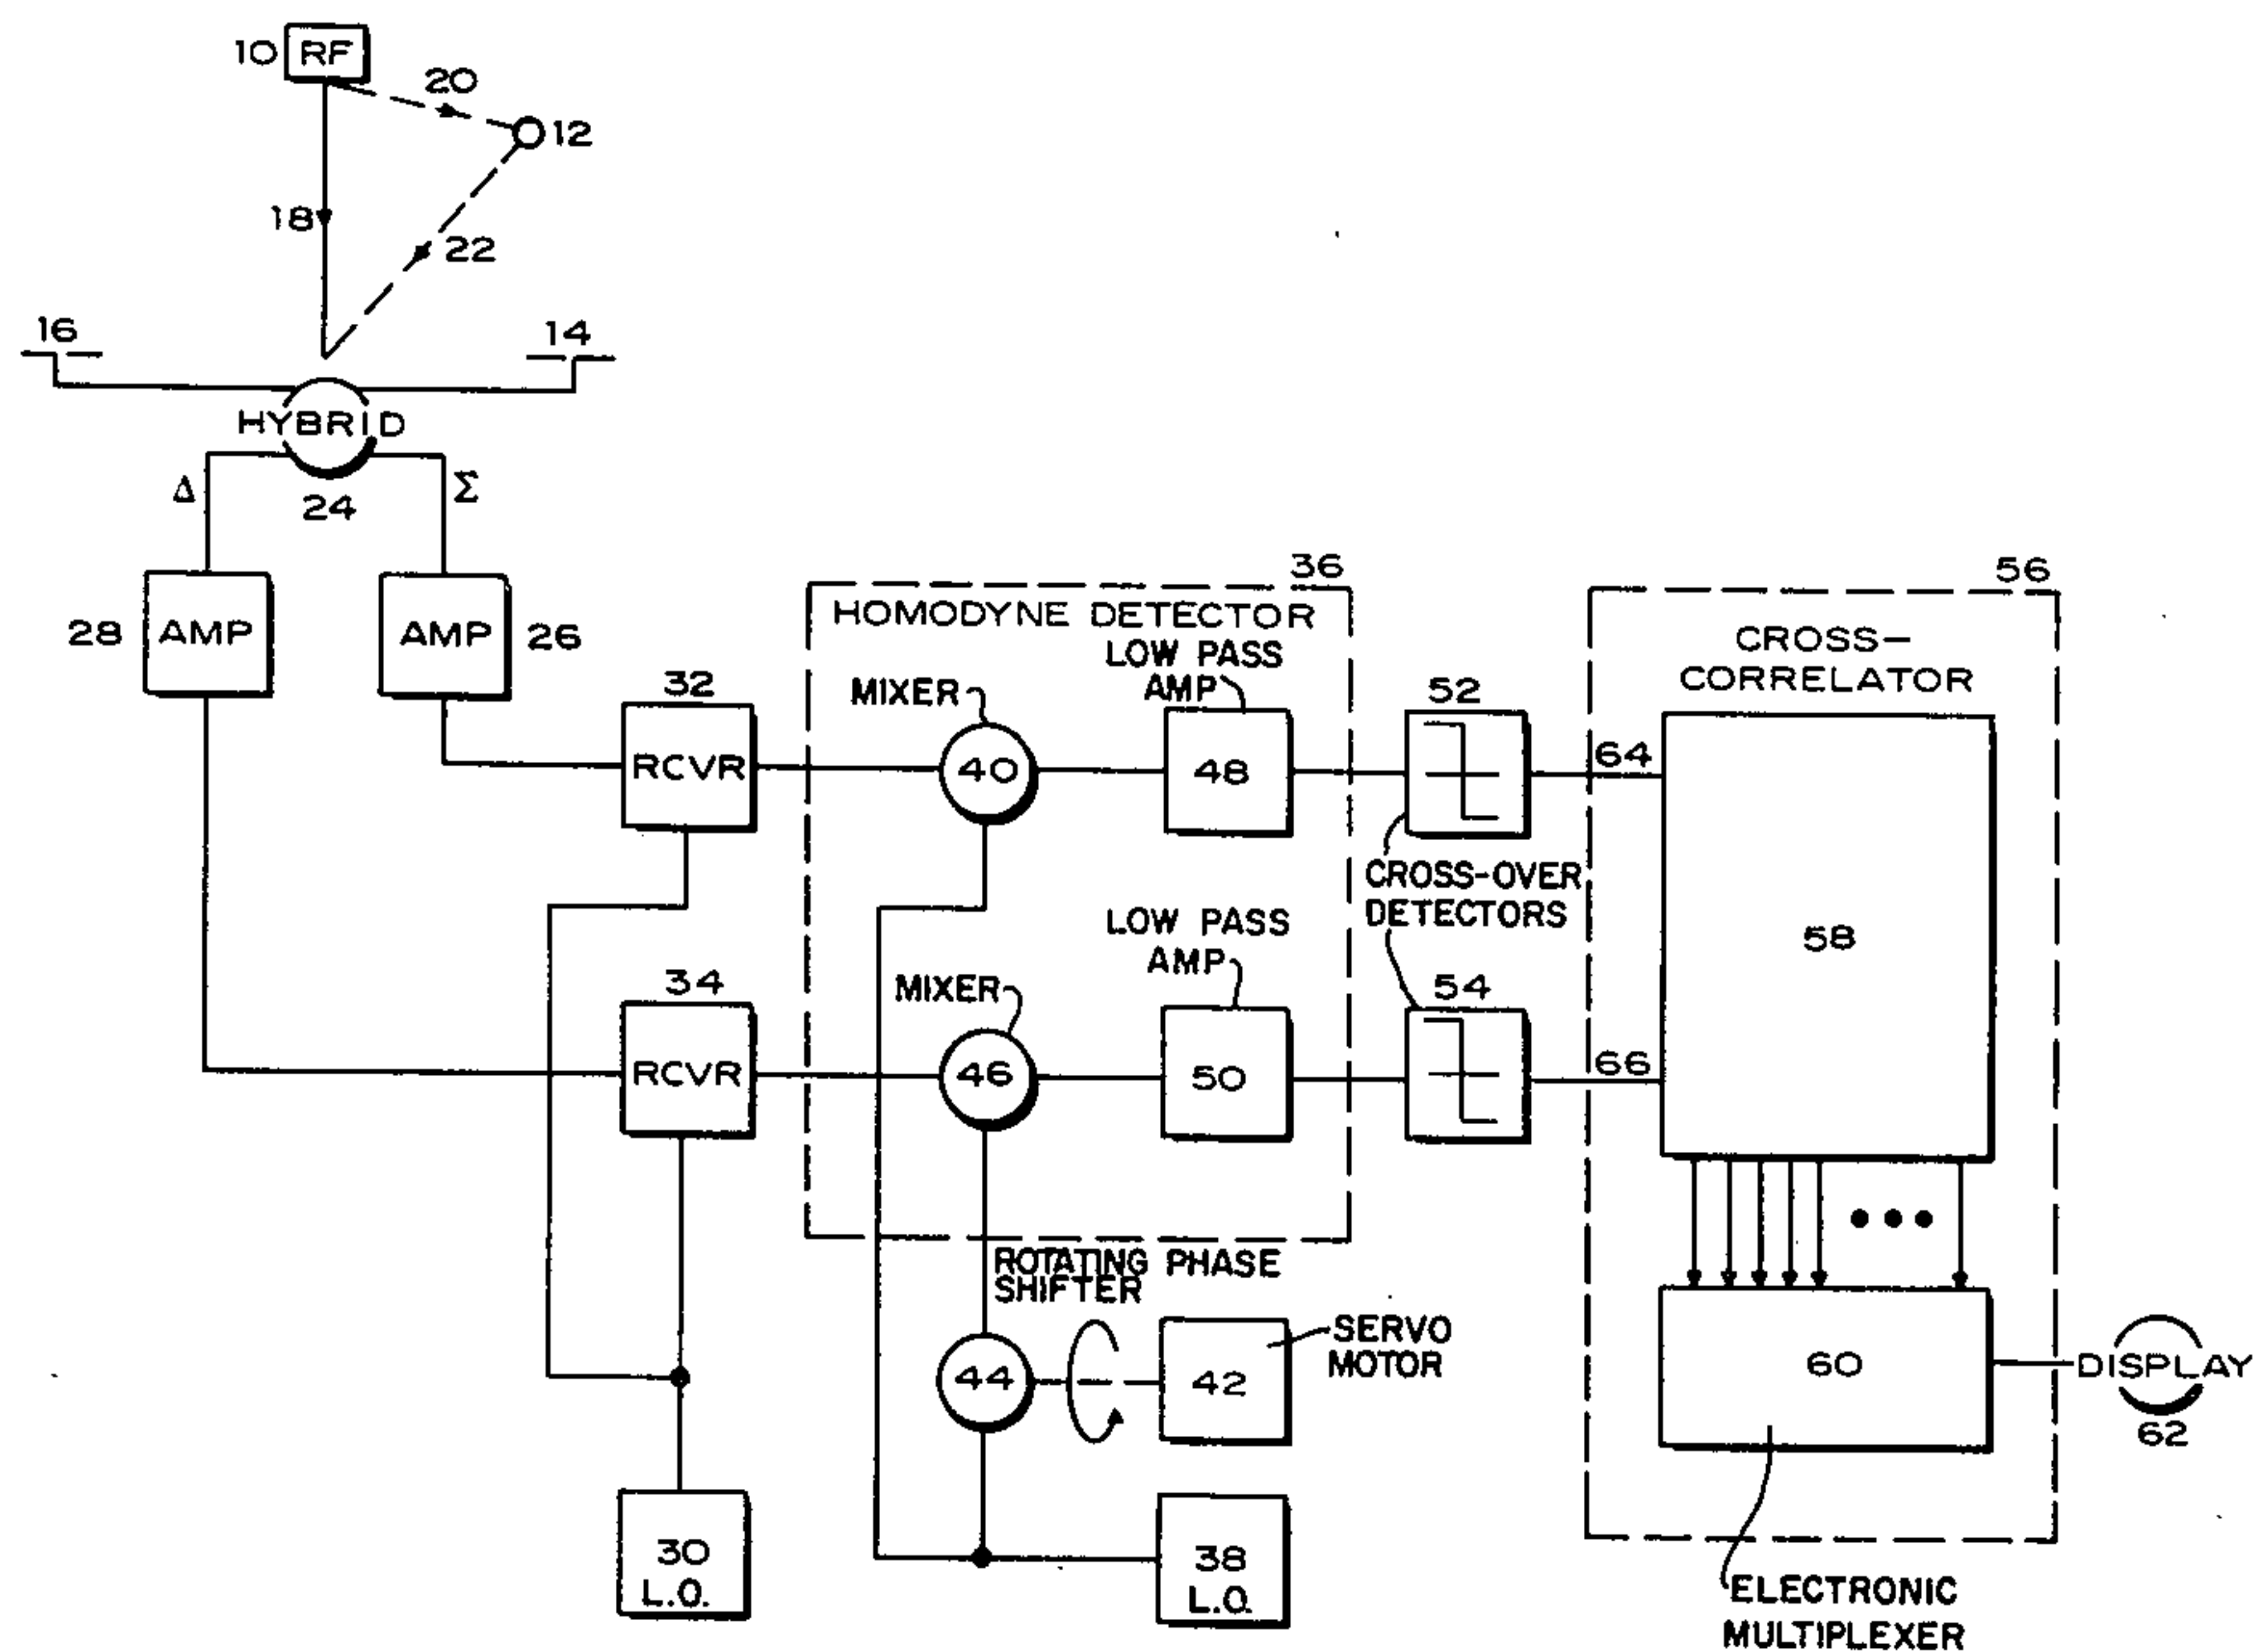 10 RF
20
12
18
22
16
14
HYBRID
Δ
Σ
24
28 AMP
AMP 26
36
HOMODYNE DETECTOR
LOW PASS
AMP
MIXER
32
RCVR
40
48
52
56
CROSS-
CORRELATOR
64
58
CROSS-OVER
DETECTORS
LOW PASS
AMP
MIXER
34
RCVR
46
50
54
66
ROTATING PHASE
SHIFTER
44
42
SERVO
MOTOR
60
DISPLAY
62
30
L.O.
38
L.O.
ELECTRONIC
MULTIPLEXER